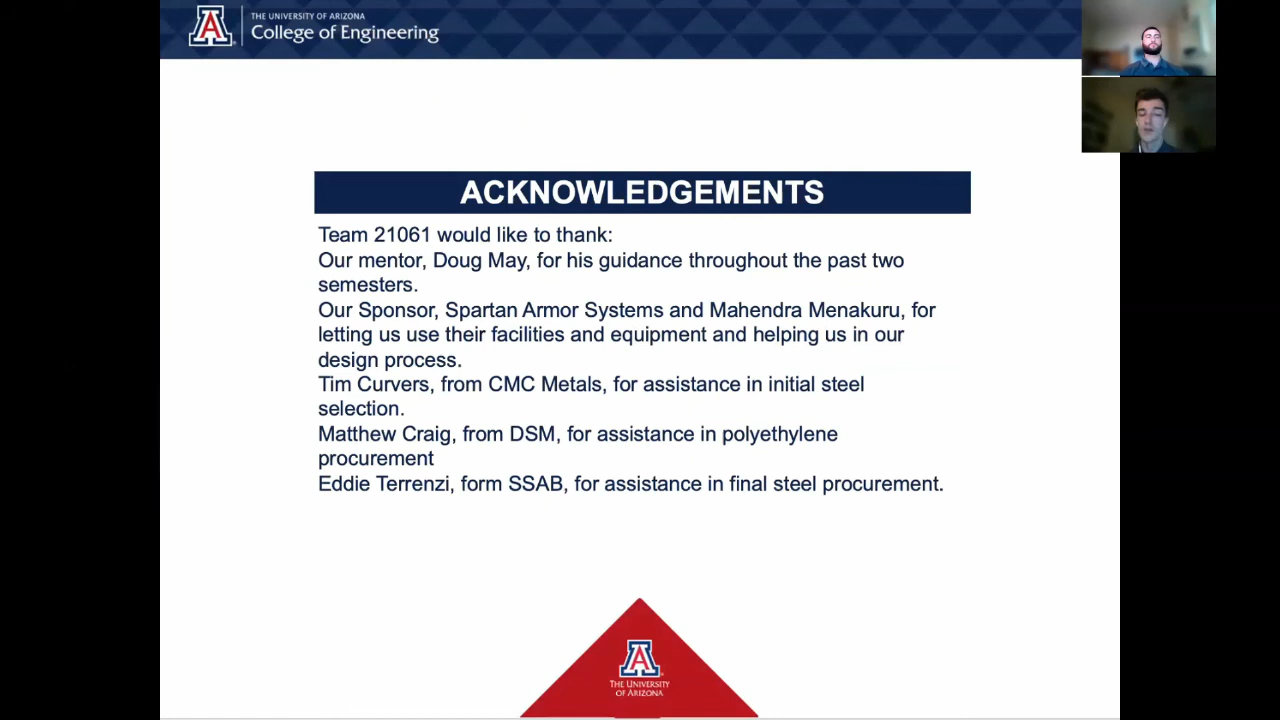 THE UNIVERSITY OF ARIZONA
College of Engineering
ACKNOWLEDGEMENTS
Team 21061 would like to thank:
Our mentor, Doug May, for his guidance throughout the past two
semesters.
Our Sponsor, Spartan Armor Systems and Mahendra Menakuru, for
letting us use their facilities and equipment and helping us in our
design process.
Tim Curvers, from CMC Metals, for assistance in initial steel
selection.
Matthew Craig, from DSM, for assistance in polyethylene
procurement
Eddie Terrenzi, form SSAB, for assistance in final steel procurement.
A
THE UNIVERSITY
OF ARIZONA